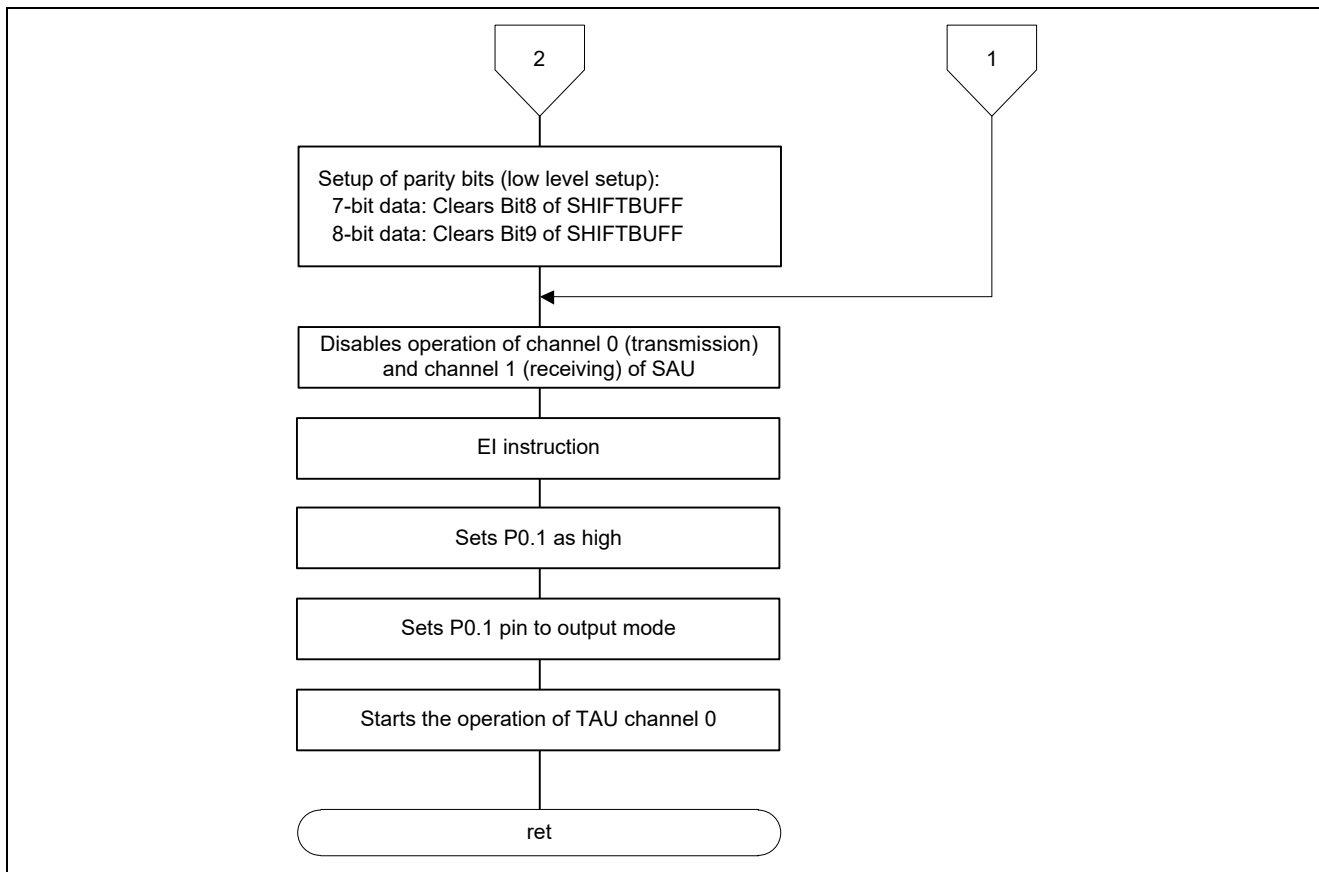 2
1
Setup of parity bits (low level setup):
7-bit data: Clears Bit8 of SHIFTBUFF
8-bit data: Clears Bit9 of SHIFTBUFF
Disables operation of channel 0 (transmission)
and channel 1 (receiving) of SAU
EI instruction
Sets P0.1 as high
Sets P0.1 pin to output mode
Starts the operation of TAU channel 0
ret